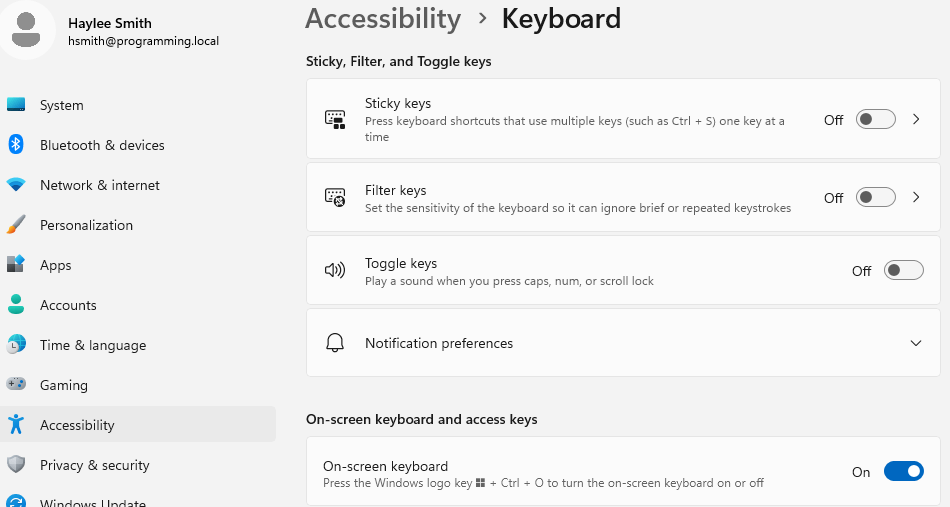 Haylee Smith
hsmith@programming.local
System
Bluetooth & devices
Network & internet
Personalization
Apps
Accounts
Time & language
Gaming
Accessibility
Privacy & security
Windows Update
Accessibility > Keyboard
Sticky, Filter, and Toggle keys
Sticky keys
Press keyboard shortcuts that use multiple keys (such as Ctrl + S) one key at a
time
Off
Filter keys
Set the sensitivity of the keyboard so it can ignore brief or repeated keystrokes
Off
Toggle keys
Play a sound when you press caps, num, or scroll lock
Off
Notification preferences
On-screen keyboard and access keys
On-screen keyboard
Press the Windows logo key + Ctrl + O to turn the on-screen keyboard on or off
On